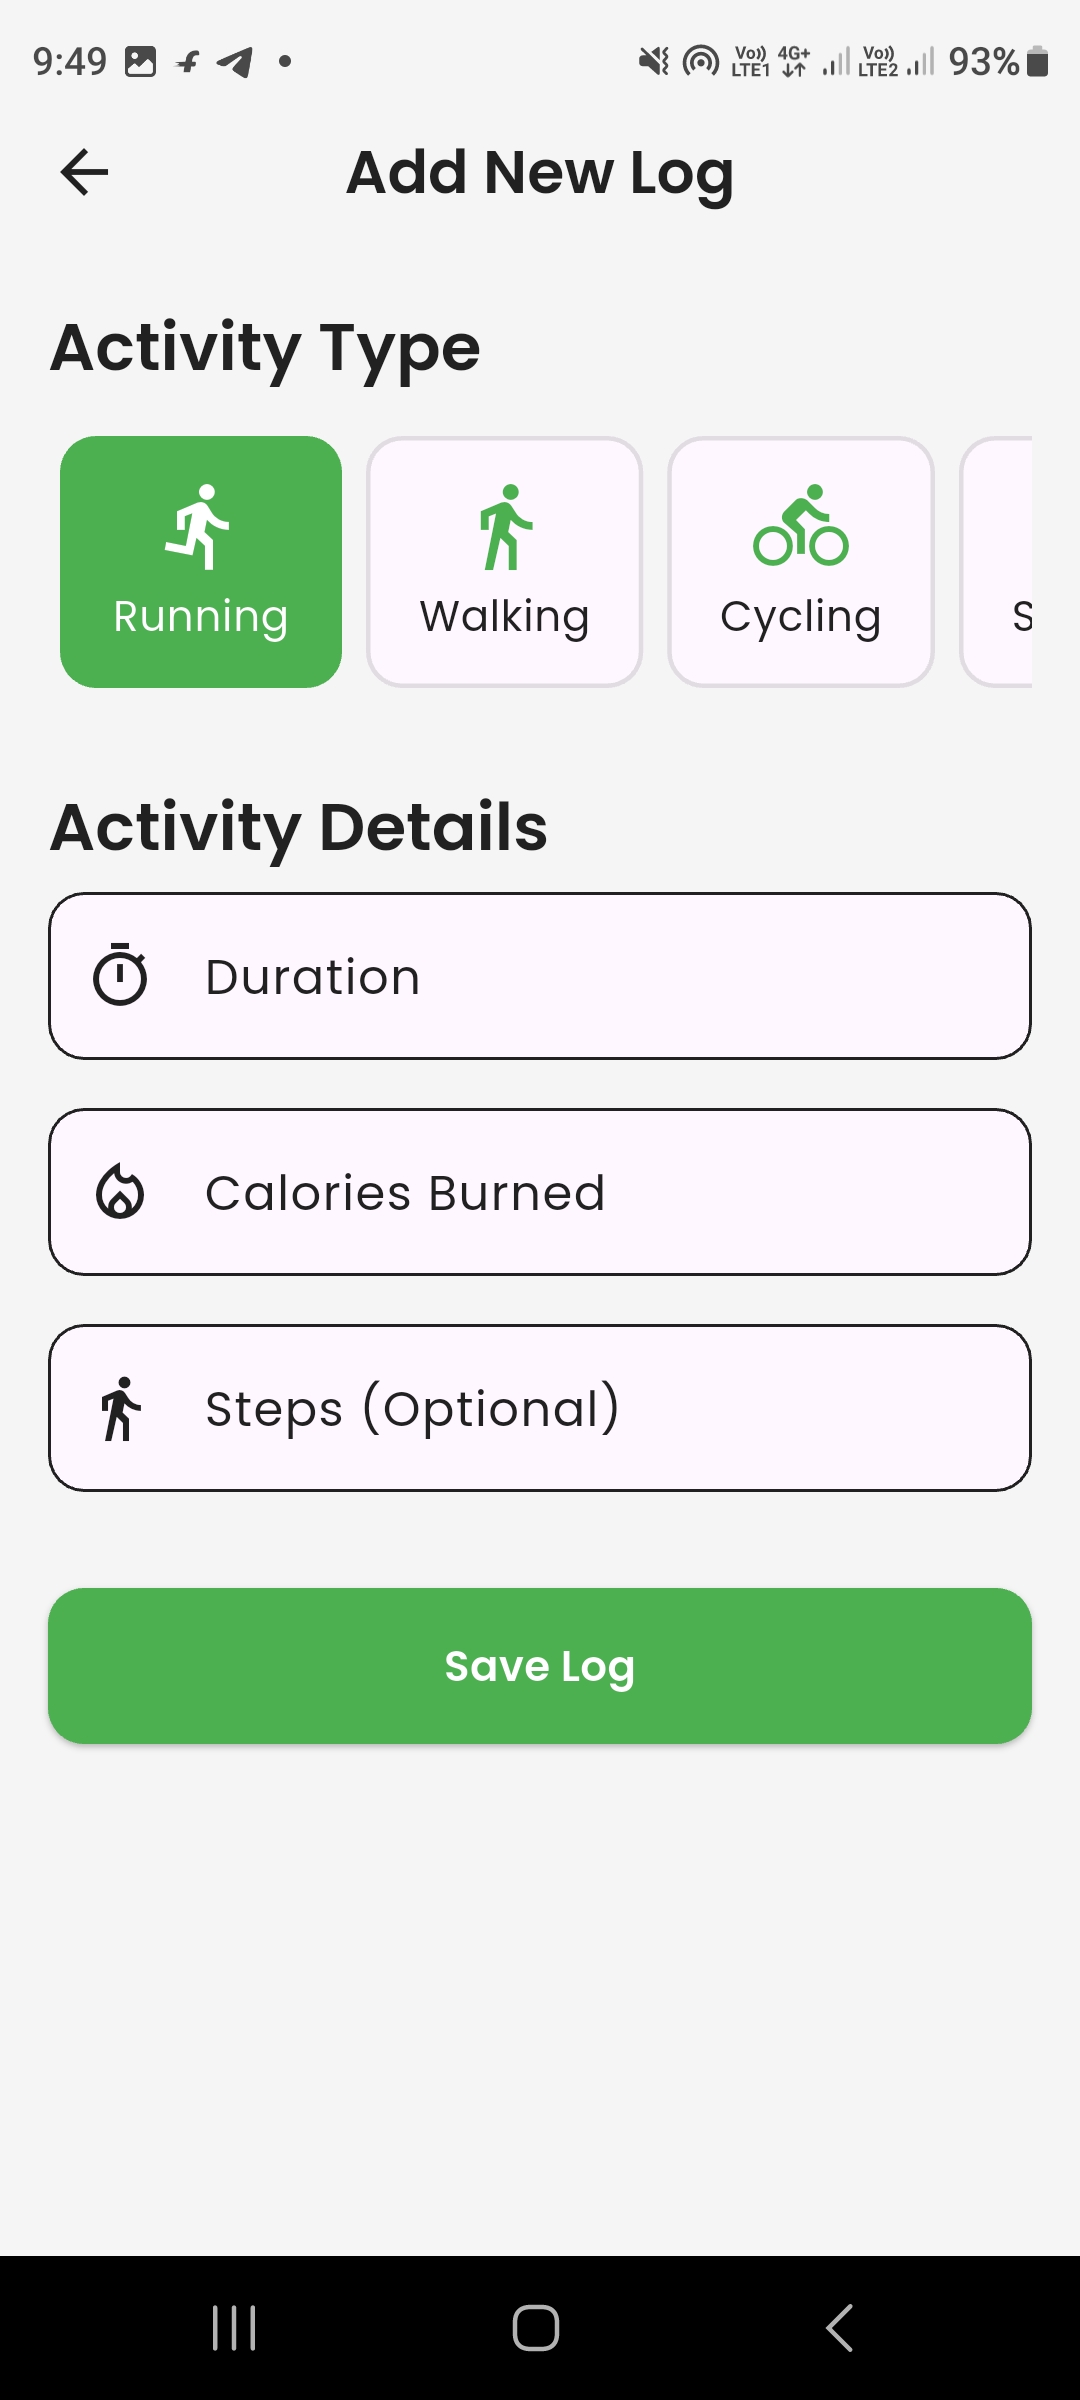 9:49 Vo)) LTE1 4G+ Vo)) LTE2 93%
Add New Log
Activity Type
Running Walking Cycling S
Activity Details
Duration
Calories Burned
Steps (Optional)
Save Log